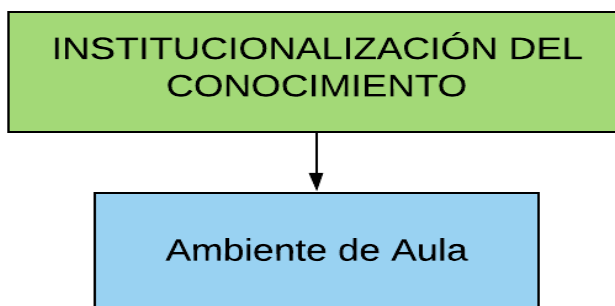 INSTITUCIONALIZACIÓN DEL
CONOCIMIENTO
Ambiente de Aula